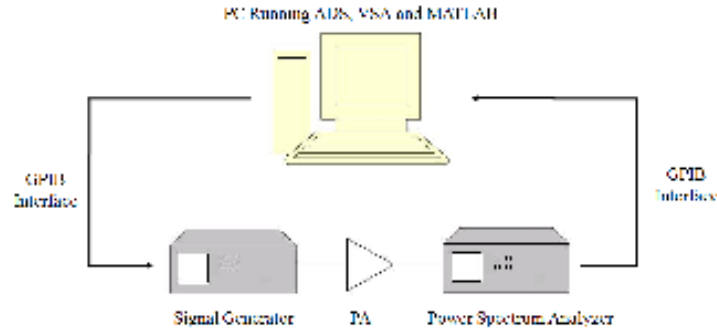 PC Running ADS, VSA and MATLAB
GPIB
Interface
GPIB
Interface
Signal Generator
PA
Power Spectrum Analyzer